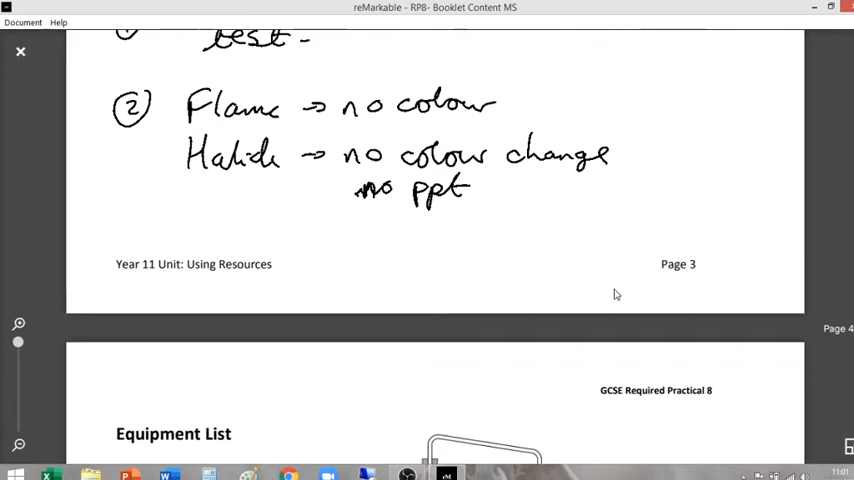 reMarkable - RP8- Booklet Content MS
Document Help
test -
② Flame → no colour
Halide → no colour change
no ppt
Year 11 Unit: Using Resources Page 3
Page 4
GCSE Required Practical 8
Equipment List
11:01